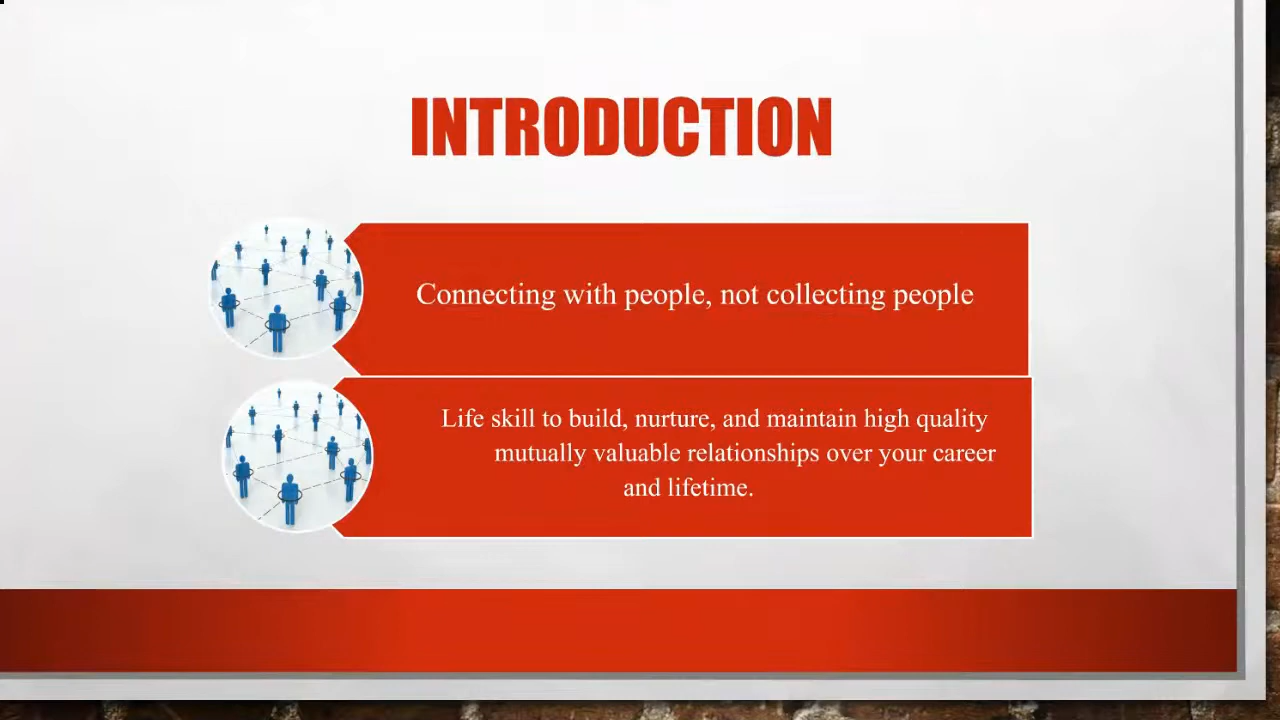 INTRODUCTION
Connecting with people, not collecting people
Life skill to build, nurture, and maintain high quality
mutually valuable relationships over your career
and lifetime.